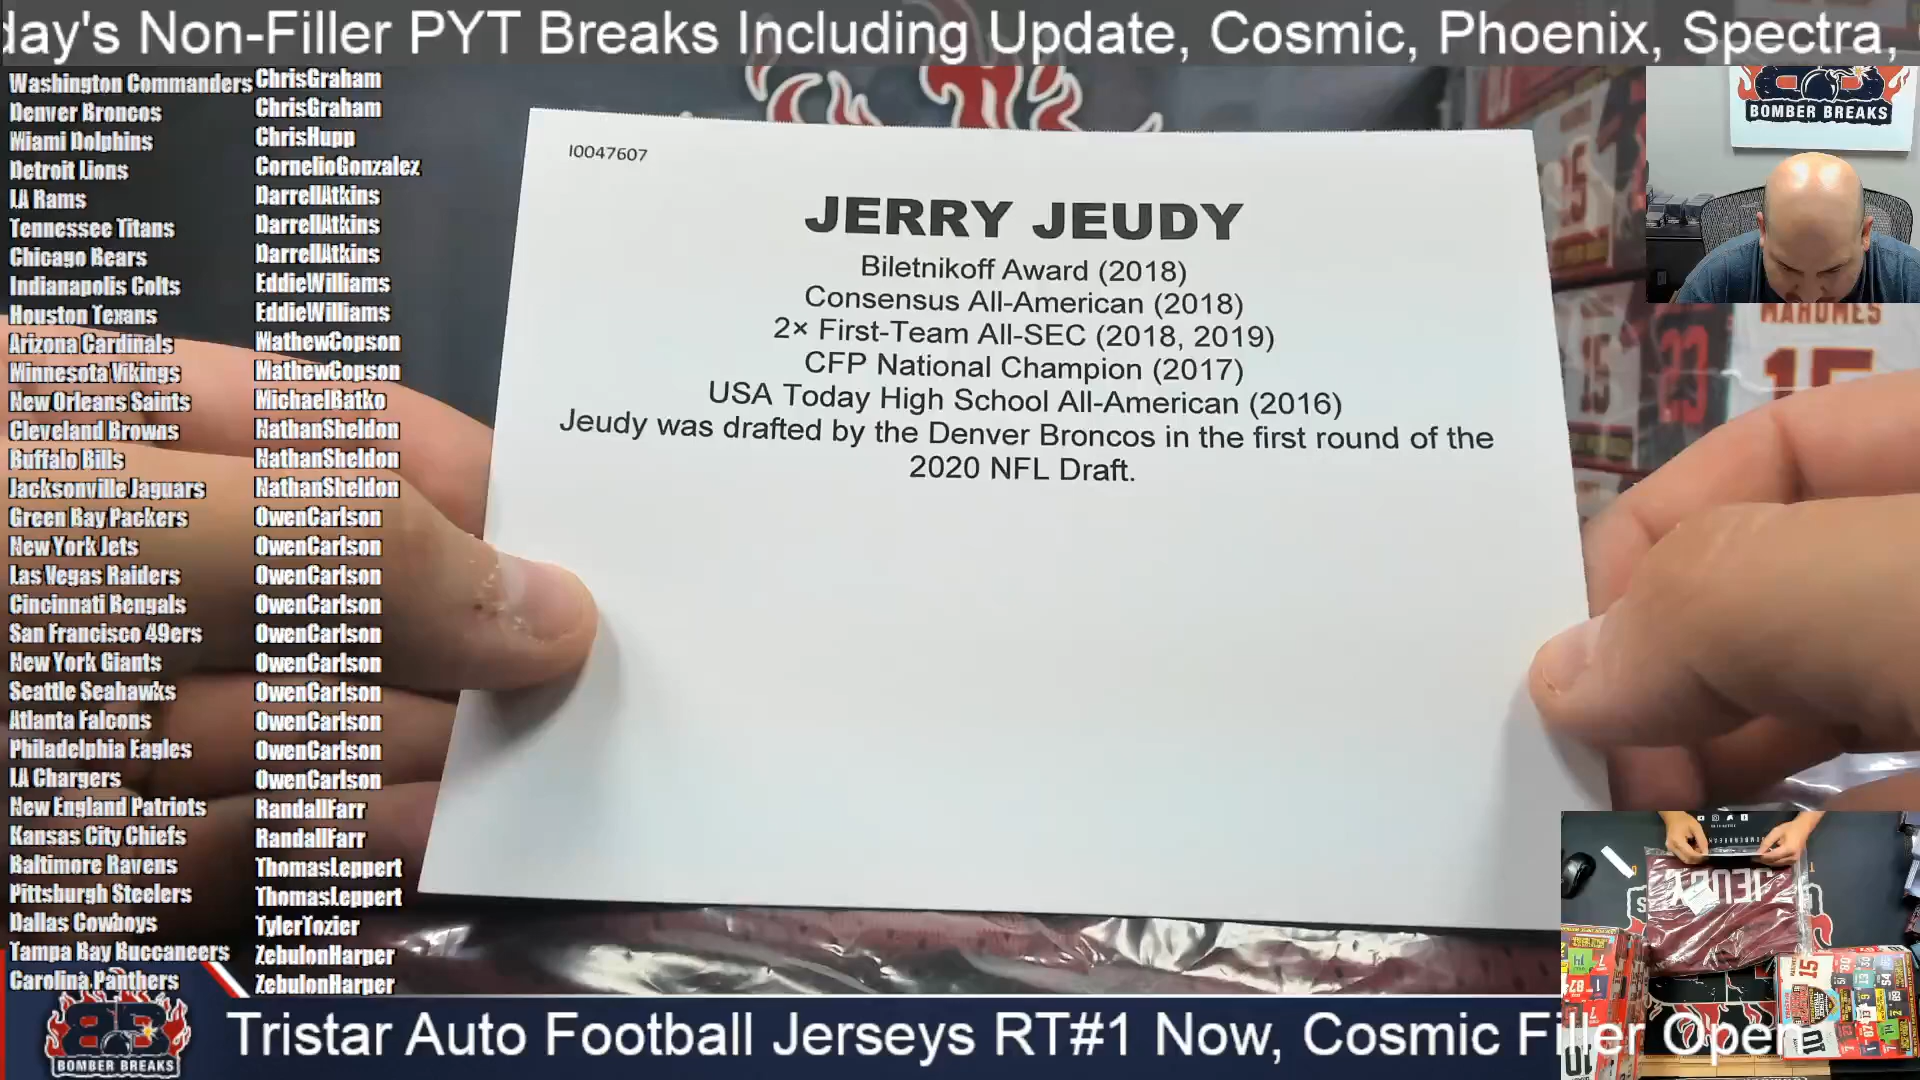 day's Non-Filler PYT Breaks Including Update, Cosmic, Phoenix, Spectra,
Washington Commanders ChrisGraham
Denver Broncos ChrisGraham
Miami Dolphins ChrisHupp
Detroit Lions CornelioGonzalez
LA Rams DarrellAtkins
Tennessee Titans DarrellAtkins
Chicago Bears DarrellAtkins
Indianapolis Colts EddieWilliams
Houston Texans EddieWilliams
Arizona Cardinals MathewCopson
Minnesota Vikings MathewCopson
New Orleans Saints MichaelBatko
Cleveland Browns NathanSheldon
Buffalo Bills NathanSheldon
Jacksonville Jaguars NathanSheldon
Green Bay Packers OwenCarlson
New York Jets OwenCarlson
Las Vegas Raiders OwenCarlson
Cincinnati Bengals OwenCarlson
San Francisco 49ers OwenCarlson
New York Giants OwenCarlson
Seattle Seahawks OwenCarlson
Atlanta Falcons OwenCarlson
Philadelphia Eagles OwenCarlson
LA Chargers OwenCarlson
New England Patriots RandallFarr
Kansas City Chiefs RandallFarr
Baltimore Ravens ThomasLeppert
Pittsburgh Steelers ThomasLeppert
Dallas Cowboys TylerTozier
Tampa Bay Buccaneers ZebulonHarper
Carolina Panthers ZebulonHarper
I0047607
JERRY JEUDY
Biletnikoff Award (2018)
Consensus All-American (2018)
2× First-Team All-SEC (2018, 2019)
CFP National Champion (2017)
USA Today High School All-American (2016)
Jeudy was drafted by the Denver Broncos in the first round of the
2020 NFL Draft.
BOMBER BREAKS
MAHOMES
15
15
23
JEUDY
15
10
BOMBER BREAKS
Tristar Auto Football Jerseys RT#1 Now, Cosmic Filler Open